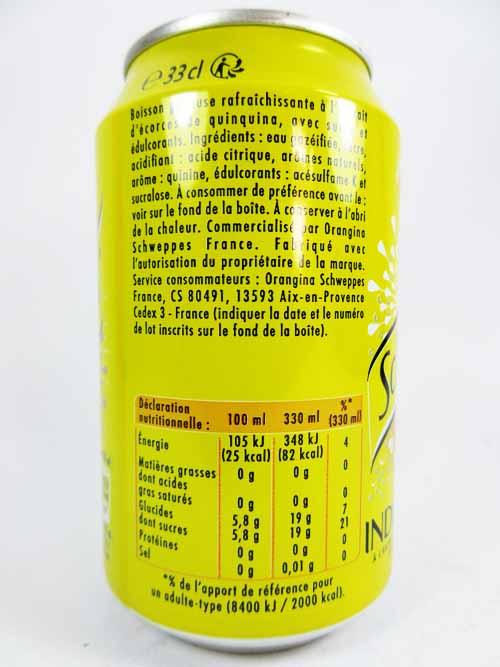 ℮ 33 cl
Boisson rafraîchissante à
d'écorces de quinquina, avec et
édulcorants. Ingrédients : eau gazéifiée, sucre,
acidifiant : acide citrique, arômes naturels,
arôme : quinine, édulcorants : acésulfame K et
sucralose. À consommer de préférence avant le :
voir sur le fond de la boîte. À conserver à l'abri
de la chaleur. Commercialisé par Orangina
Schweppes France. Fabriqué avec
l'autorisation du propriétaire de la marque.
Service consommateurs : Orangina Schweppes
France, CS 80491, 13593 Aix-en-Provence
Cedex 3 - France (indiquer la date et le numéro
de lot inscrits sur le fond de la boîte).
Déclaration
nutritionnelle : 100 ml 330 ml %* (330 ml)
Énergie 105 kJ 348 kJ 4
(25 kcal) (82 kcal)
Matières grasses 0 g 0 g 0
dont acides
gras saturés 0 g 0 g 0
Glucides 5,8 g 19 g 7
dont sucres 5,8 g 19 g 21
Protéines 0 g 0 g 0
Sel 0 g 0,01 g 0
*% de l'apport de référence pour
un adulte-type (8400 kJ / 2000 kcal).
IND